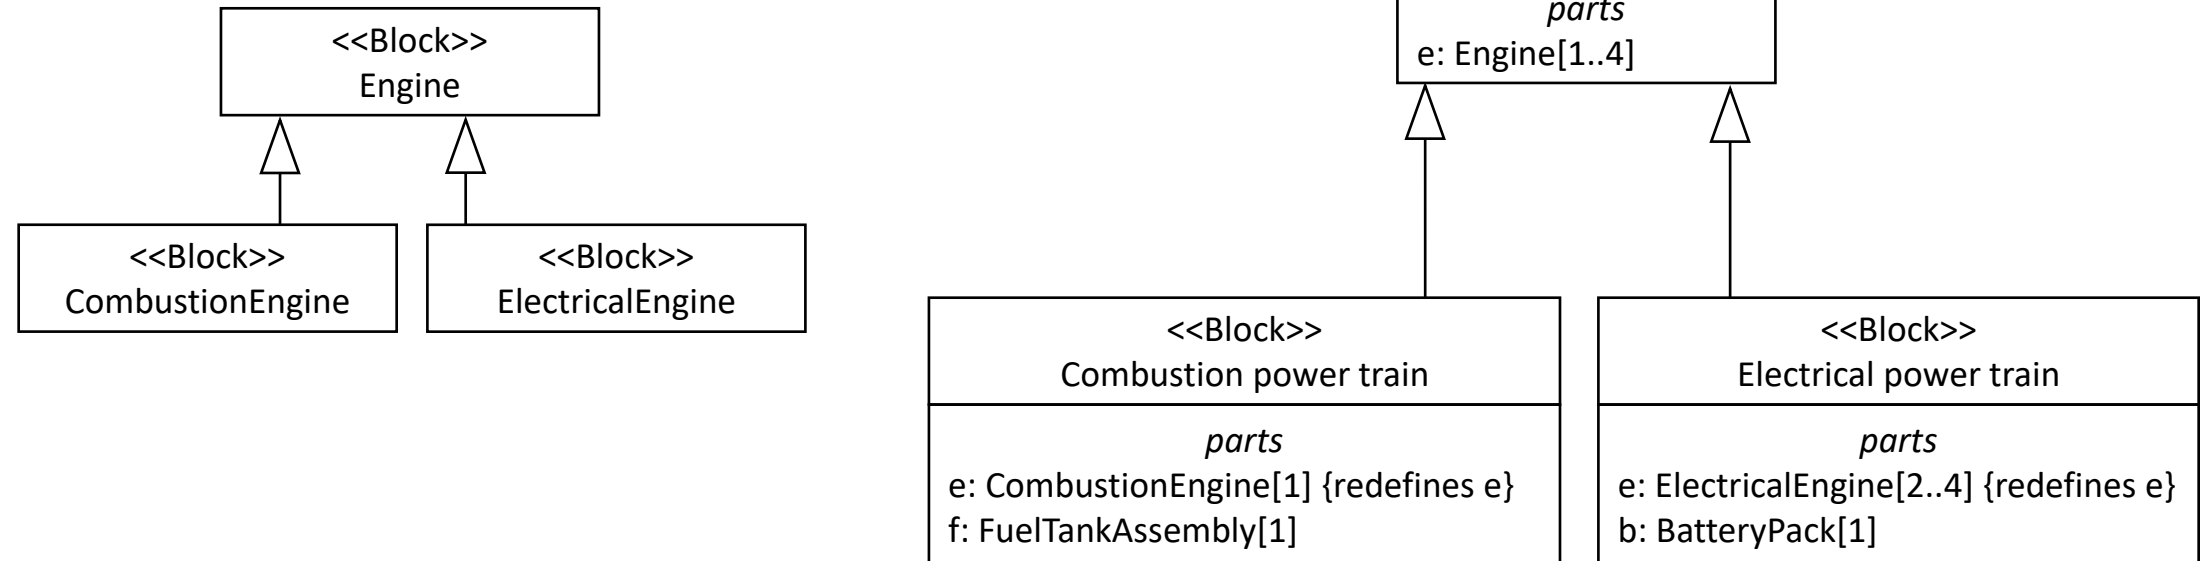 <<Block>>
Engine
<<Block>>
CombustionEngine
<<Block>>
ElectricalEngine
parts
e: Engine[1..4]
<<Block>>
Combustion power train
parts
e: CombustionEngine[1] {redefines e}
f: FuelTankAssembly[1]
<<Block>>
Electrical power train
parts
e: ElectricalEngine[2..4] {redefines e}
b: BatteryPack[1]